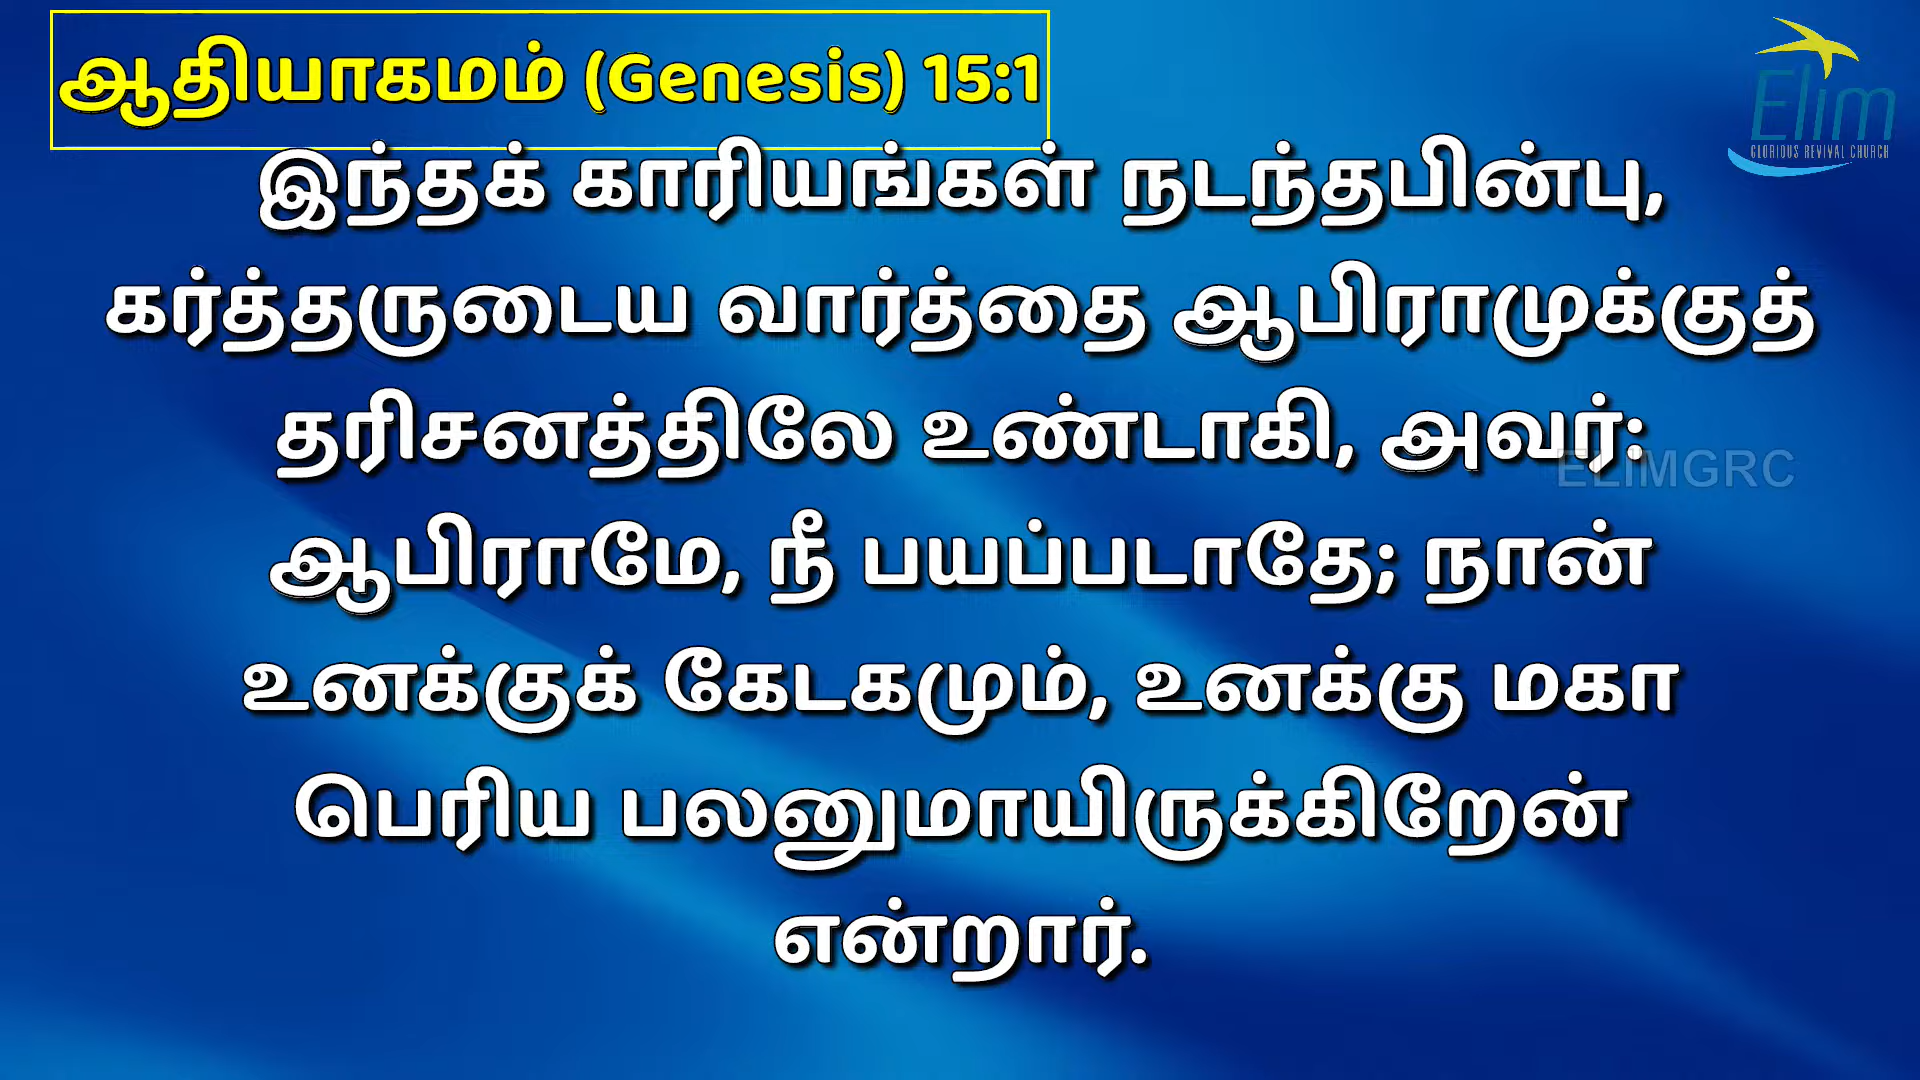 ஆதியாகமம் (Genesis) 15:1
Elim
GLORIOUS REVIVAL CHURCH
இந்தக் காரியங்கள் நடந்தபின்பு,
கர்த்தருடைய வார்த்தை ஆபிராமுக்குத்
தரிசனத்திலே உண்டாகி, அவர்:
ELIMGRC
ஆபிராமே, நீ பயப்படாதே; நான்
உனக்குக் கேடகமும், உனக்கு மகா
பெரிய பலனுமாயிருக்கிறேன்
என்றார்.